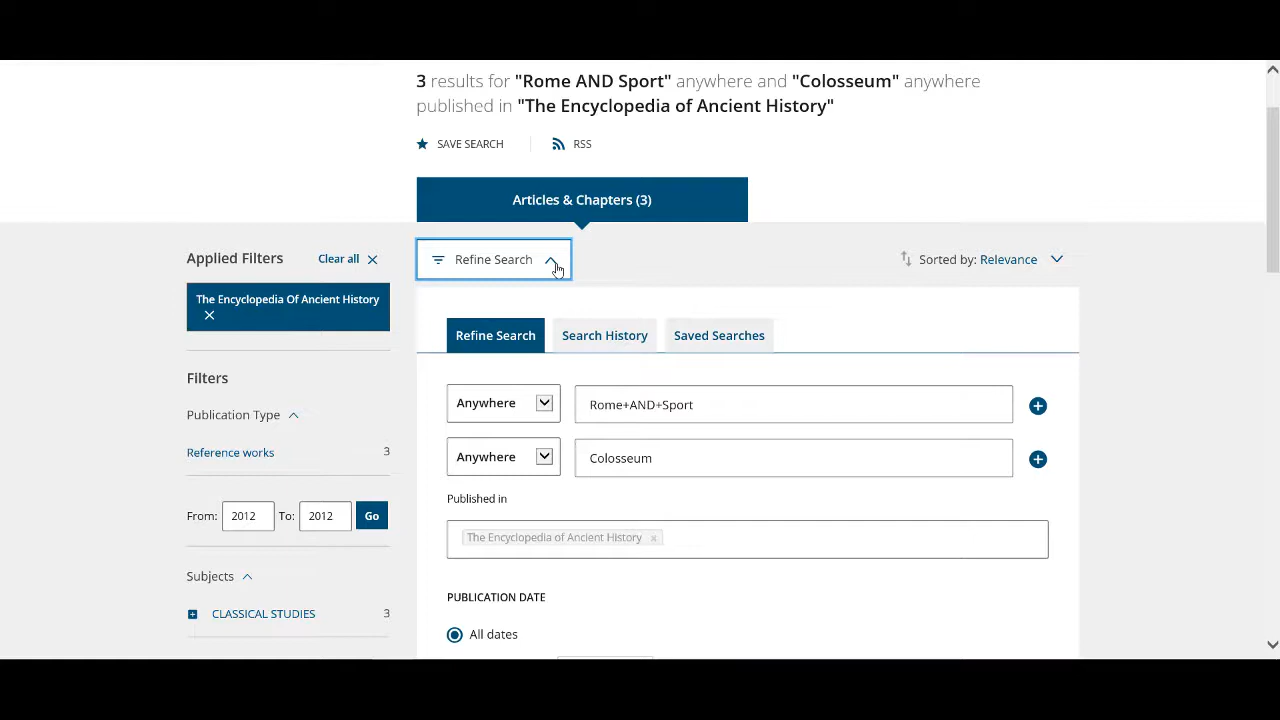 3 results for "Rome AND Sport" anywhere and "Colosseum" anywhere
published in "The Encyclopedia of Ancient History"
SAVE SEARCH RSS
Articles & Chapters (3)
Applied Filters Clear all
Refine Search
Sorted by: Relevance
The Encyclopedia Of Ancient History
Refine Search Search History Saved Searches
Filters
Anywhere Rome+AND+Sport
Publication Type
Reference works 3
Anywhere Colosseum
Published in
From: 2012 To: 2012 Go
The Encyclopedia of Ancient History x
Subjects
PUBLICATION DATE
CLASSICAL STUDIES 3
All dates